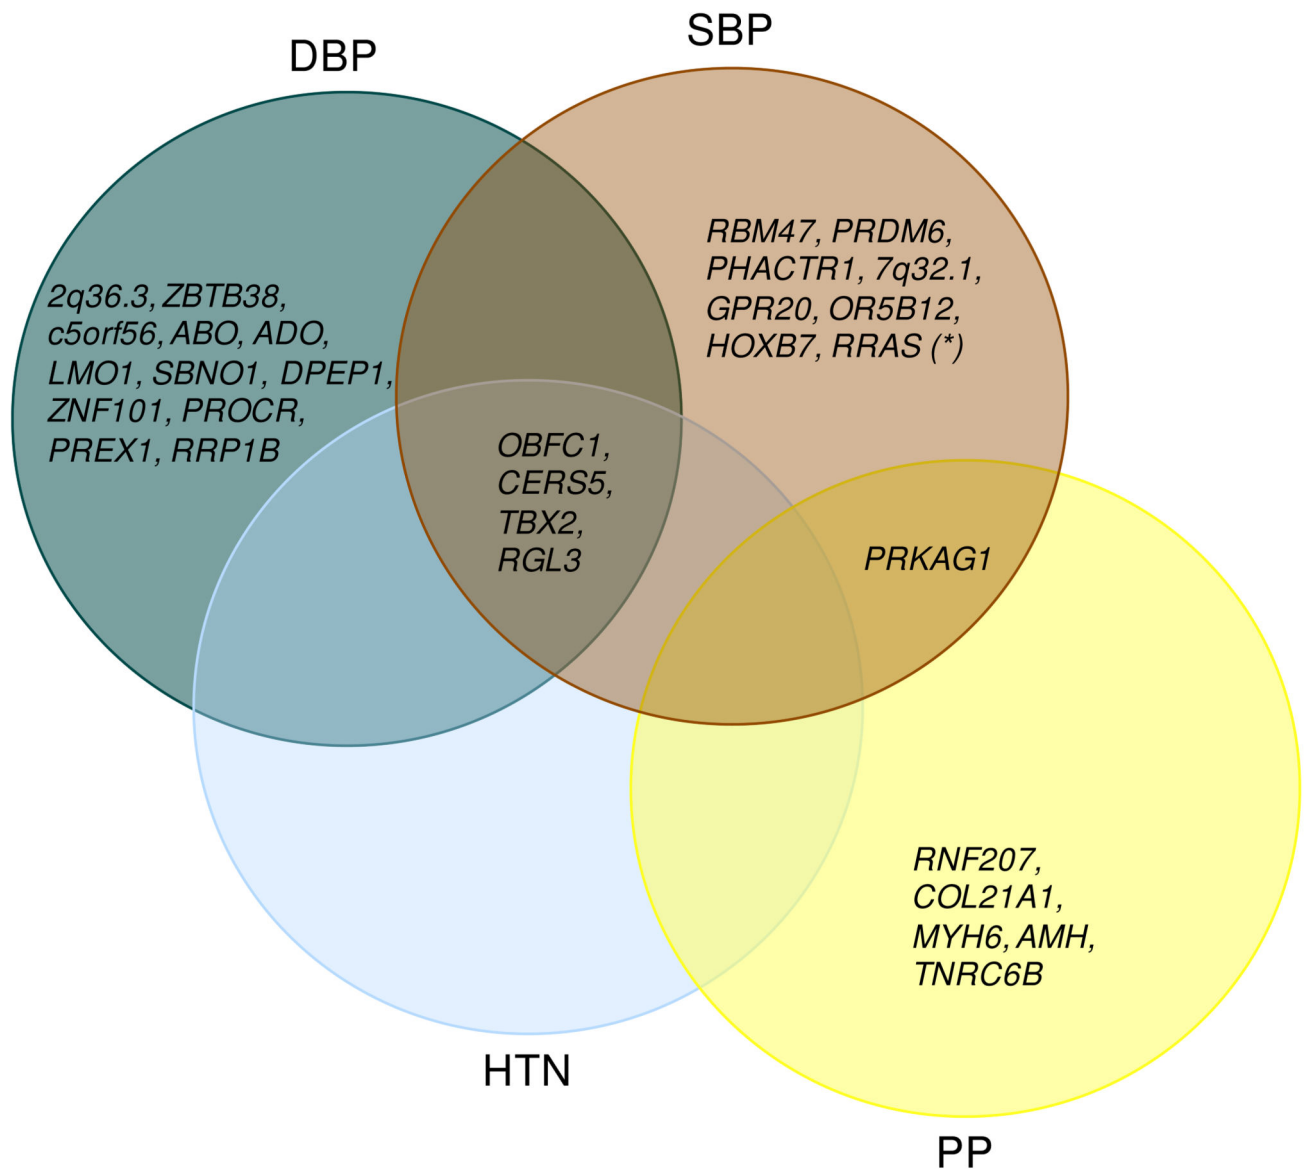 SBP
DBP
RBM47, PRDM6,
PHACTR1, 7q32.1,
GPR20, OR5B12,
HOXB7, RRAS (*)
2q36.3, ZBTB38,
c5orf56, ABO, ADO,
LMO1, SBNO1, DPEP1,
ZNF101, PROCR,
PREX1, RRP1B
OBFC1,
CERS5,
TBX2,
RGL3
PRKAG1
RNF207,
COL21A1,
MYH6, AMH,
TNRC6B
HTN
PP